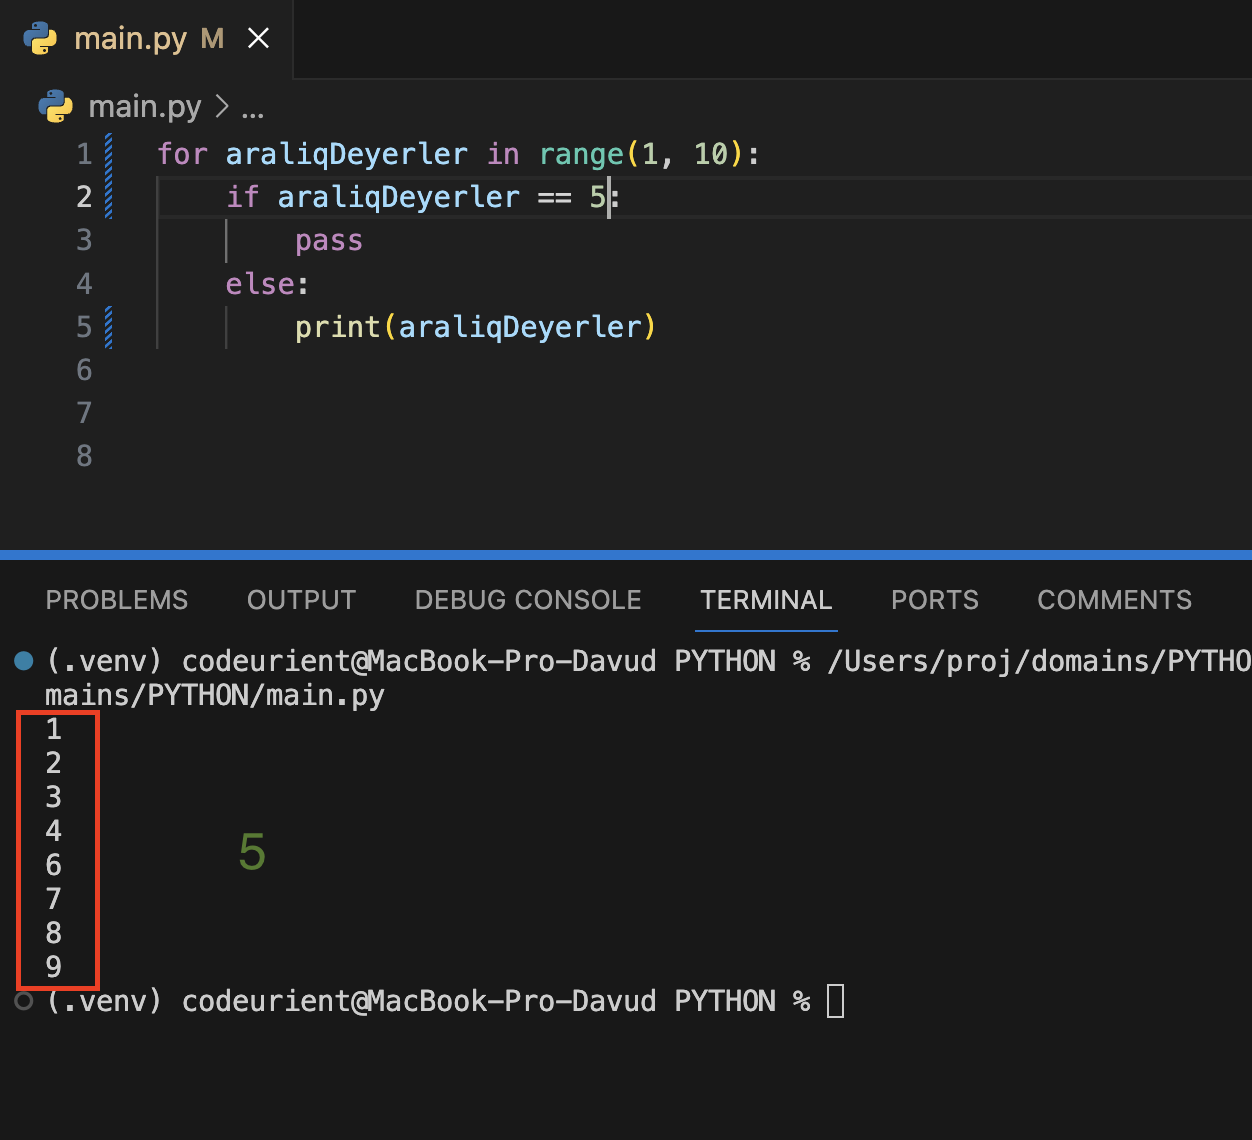 main.py M
main.py > ...
1 for araliqDeyerler in range(1, 10):
2 if araliqDeyerler == 5:
3 pass
4 else:
5 print(araliqDeyerler)
6
7
8
PROBLEMS OUTPUT DEBUG CONSOLE TERMINAL PORTS COMMENTS
(.venv) codeurient@MacBook-Pro-Davud PYTHON % /Users/proj/domains/PYTHO
mains/PYTHON/main.py
1
2
3
4
5
6
7
8
9
(.venv) codeurient@MacBook-Pro-Davud PYTHON %